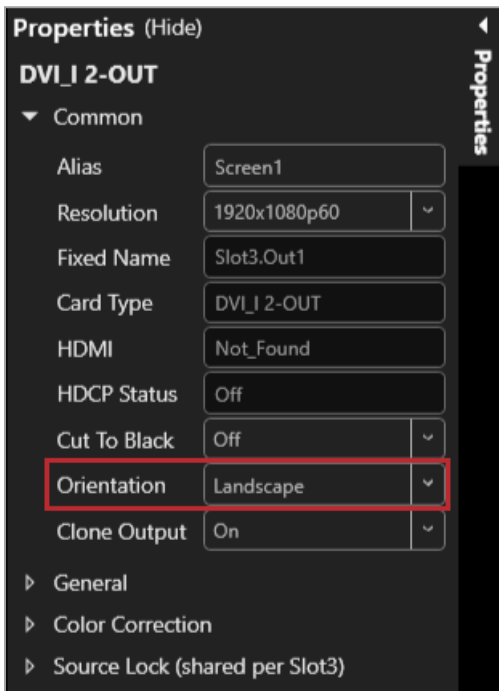 Properties (Hide)
Properties
DVI_I 2-OUT
Common
Alias Screen1
Resolution 1920x1080p60
Fixed Name Slot3.Out1
Card Type DVI_I 2-OUT
HDMI Not_Found
HDCP Status Off
Cut To Black Off
Orientation Landscape
Clone Output On
General
Color Correction
Source Lock (shared per Slot3)